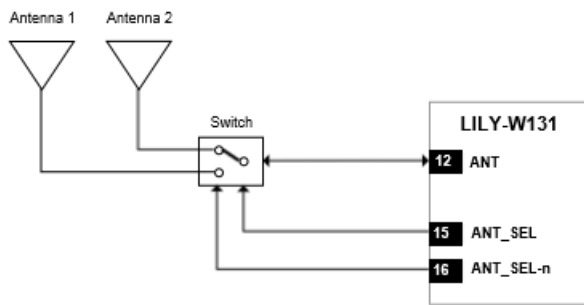 Antenna 1 Antenna 2
Switch
LILY-W131
12 ANT
15 ANT_SEL
16 ANT_SEL-n